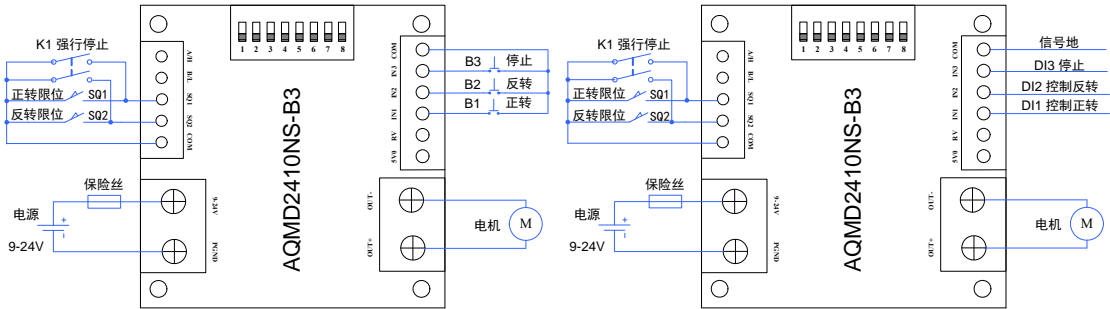 K1 强行停止
正转限位
SQ1
反转限位
SQ2
A/H
B/L
SQ1
SQ2
COM
1 2 3 4 5 6 7 8
COM
IN3
IN2
IN1
RV
5V0
B3 停止
B2 反转
B1 正转
AQMD2410NS-B3
保险丝
电源
+
-
9-24V
9-24V
PGND
OUT-
OUT+
电机
M
K1 强行停止
正转限位
SQ1
反转限位
SQ2
A/H
B/L
SQ1
SQ2
COM
1 2 3 4 5 6 7 8
COM
IN3
IN2
IN1
RV
5V0
信号地
DI3 停止
DI2 控制反转
DI1 控制正转
AQMD2410NS-B3
保险丝
电源
+
-
9-24V
9-24V
PGND
OUT-
OUT+
电机
M